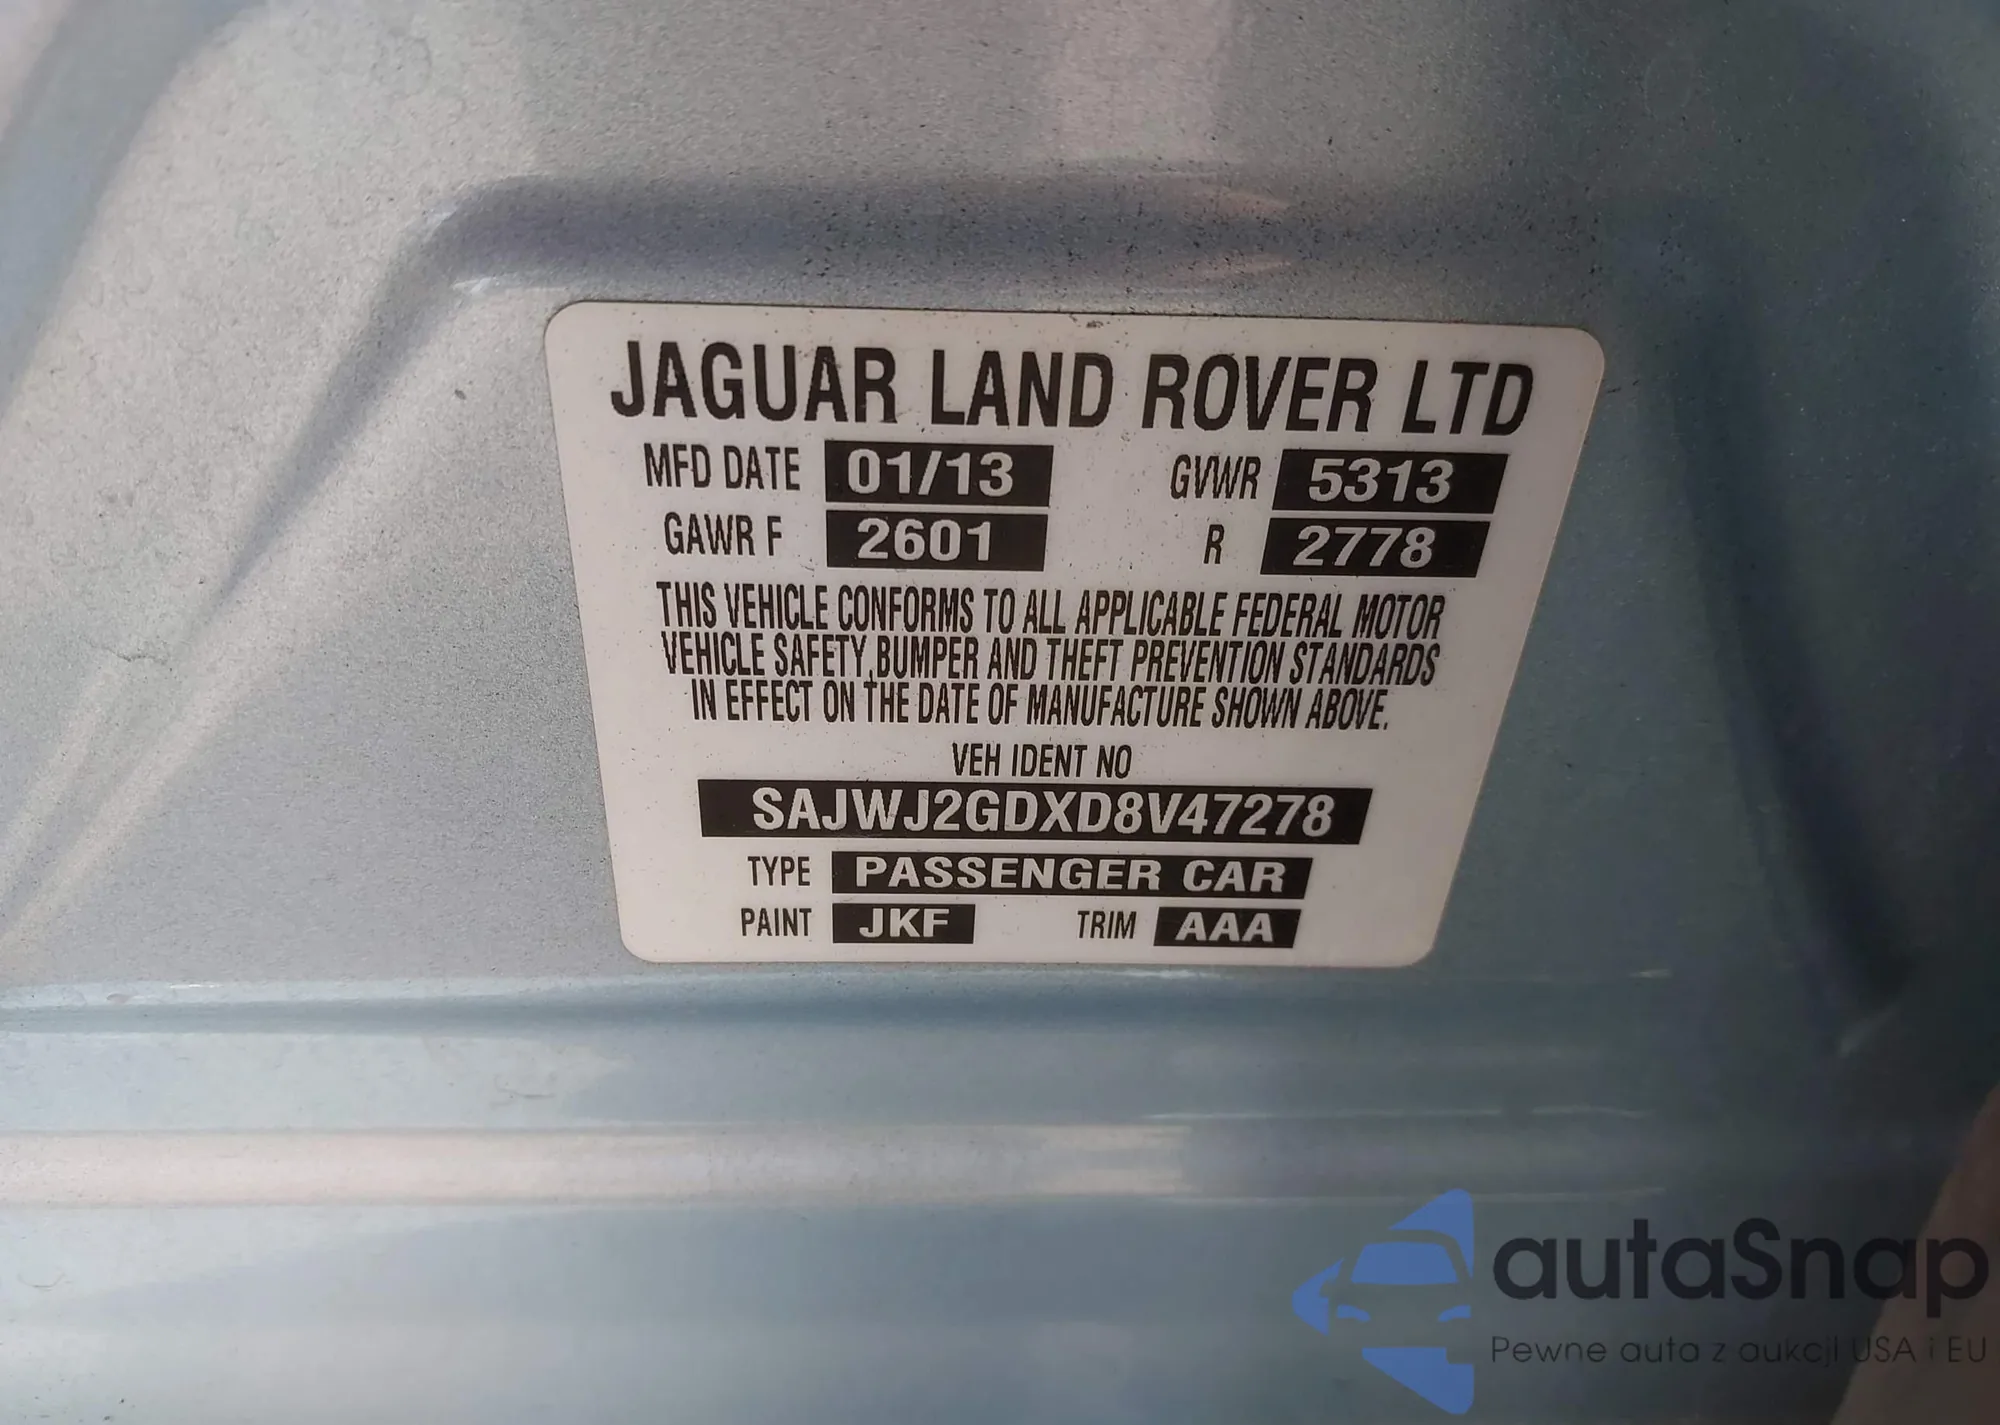 JAGUAR LAND ROVER LTD
MFD DATE 01/13 GVWR 5313
GAWR F 2601 R 2778
THIS VEHICLE CONFORMS TO ALL APPLICABLE FEDERAL MOTOR
VEHICLE SAFETY, BUMPER AND THEFT PREVENTION STANDARDS
IN EFFECT ON THE DATE OF MANUFACTURE SHOWN ABOVE.
VEH IDENT NO
SAJWJ2GDXD8V47278
TYPE PASSENGER CAR
PAINT JKF TRIM AAA
autaSnap
Pewne auta z aukcji USA i EU